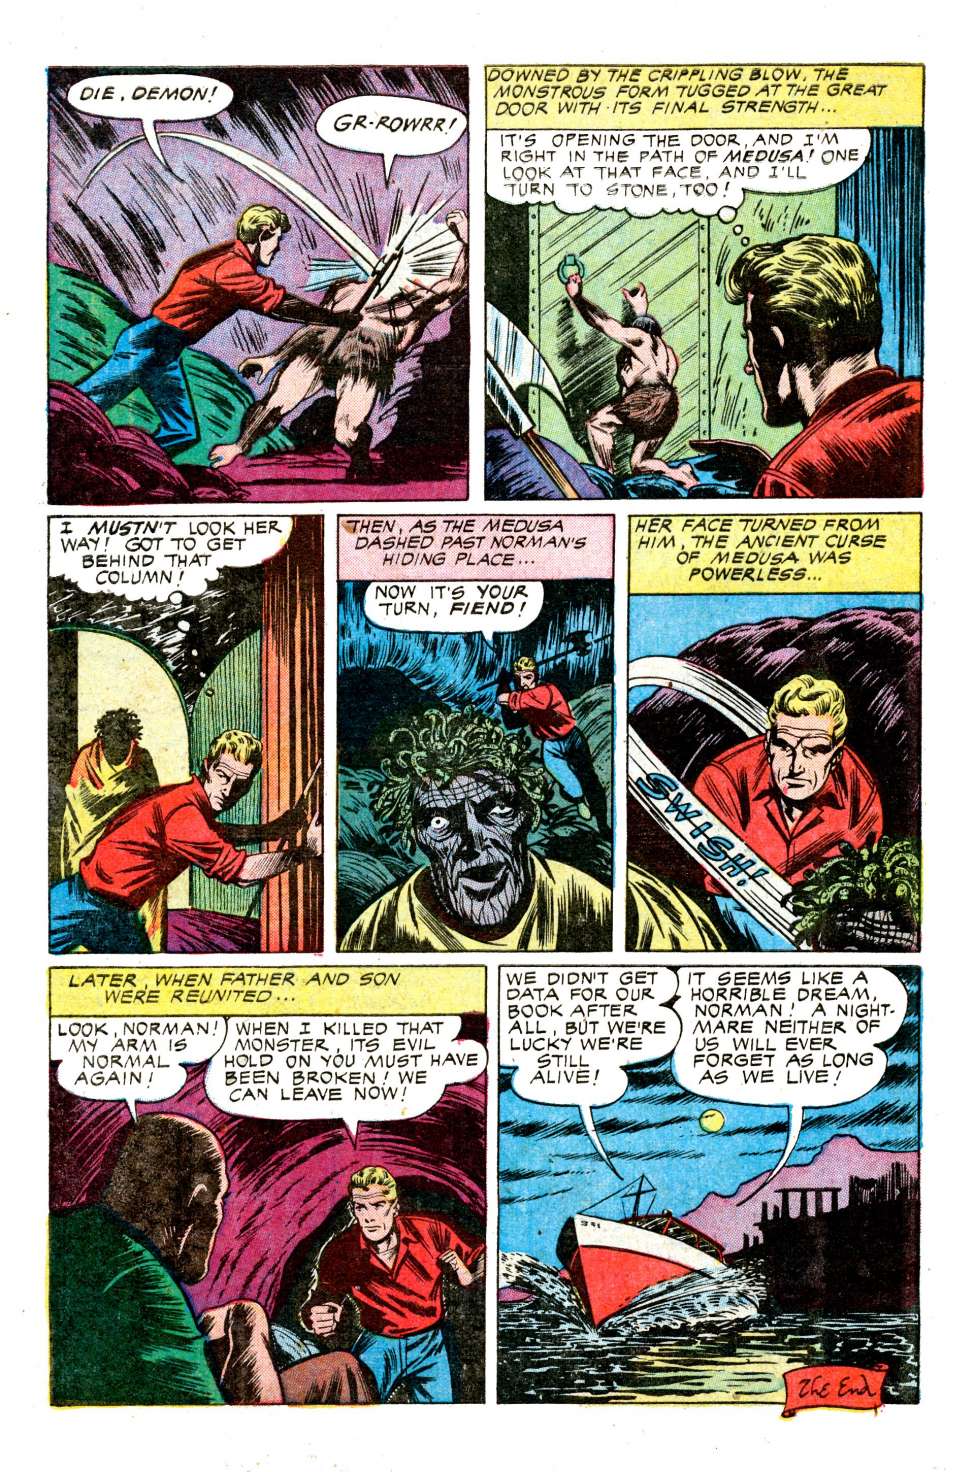 DIE, DEMON!
GR-ROWRR!
DOWNED BY THE CRIPPLING BLOW, THE
MONSTROUS FORM TUGGED AT THE GREAT
DOOR WITH ITS FINAL STRENGTH...
IT'S OPENING THE DOOR, AND I'M
RIGHT IN THE PATH OF MEDUSA! ONE
LOOK AT THAT FACE, AND I'LL
TURN TO STONE, TOO!
I MUSTN'T LOOK HER
WAY! GOT TO GET
BEHIND THAT
COLUMN!
THEN, AS THE MEDUSA
DASHED PAST NORMAN'S
HIDING PLACE...
NOW IT'S YOUR
TURN, FIEND!
HER FACE TURNED FROM
HIM, THE ANCIENT CURSE
OF MEDUSA WAS
POWERLESS...
SWISH!
LATER, WHEN FATHER AND SON
WERE REUNITED...
LOOK, NORMAN!
MY ARM IS
NORMAL
AGAIN!
WHEN I KILLED THAT
MONSTER, ITS EVIL
HOLD ON YOU MUST HAVE
BEEN BROKEN! WE
CAN LEAVE NOW!
WE DIDN'T GET
DATA FOR OUR
BOOK AFTER
ALL, BUT WE'RE
LUCKY WE'RE
STILL
ALIVE!
IT SEEMS LIKE A
HORRIBLE DREAM,
NORMAN! A NIGHT-
MARE NEITHER OF
US WILL EVER
FORGET AS LONG
AS WE LIVE!
The End